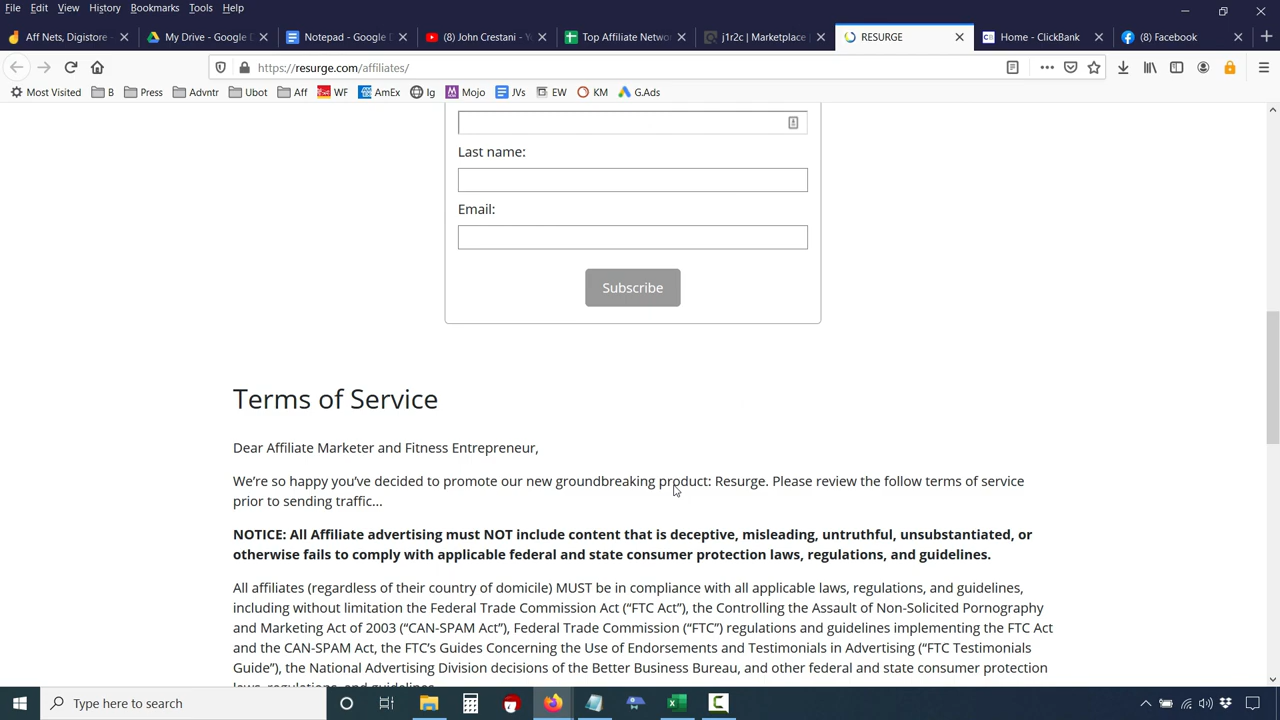 File Edit View History Bookmarks Tools Help
Aff Nets, Digistore - My Drive - Google D Notepad - Google D (8) John Crestani - Y Top Affiliate Netwo j1r2c | Marketplace RESURGE Home - ClickBank (8) Facebook
https://resurge.com/affiliates/
Most Visited B Press Advntr Ubot Aff WF AmEx Ig Mojo JVs EW KM G.Ads
Last name:
Email:
Subscribe
Terms of Service
Dear Affiliate Marketer and Fitness Entrepreneur,
We're so happy you've decided to promote our new groundbreaking product: Resurge. Please review the follow terms of service
prior to sending traffic...
NOTICE: All Affiliate advertising must NOT include content that is deceptive, misleading, untruthful, unsubstantiated, or
otherwise fails to comply with applicable federal and state consumer protection laws, regulations, and guidelines.
All affiliates (regardless of their country of domicile) MUST be in compliance with all applicable laws, regulations, and guidelines,
including without limitation the Federal Trade Commission Act ("FTC Act"), the Controlling the Assault of Non-Solicited Pornography
and Marketing Act of 2003 ("CAN-SPAM Act"), Federal Trade Commission ("FTC") regulations and guidelines implementing the FTC Act
and the CAN-SPAM Act, the FTC's Guides Concerning the Use of Endorsements and Testimonials in Advertising ("FTC Testimonials
Guide"), the National Advertising Division decisions of the Better Business Bureau, and other federal and state consumer protection
laws, regulations, and guidelines.
Type here to search